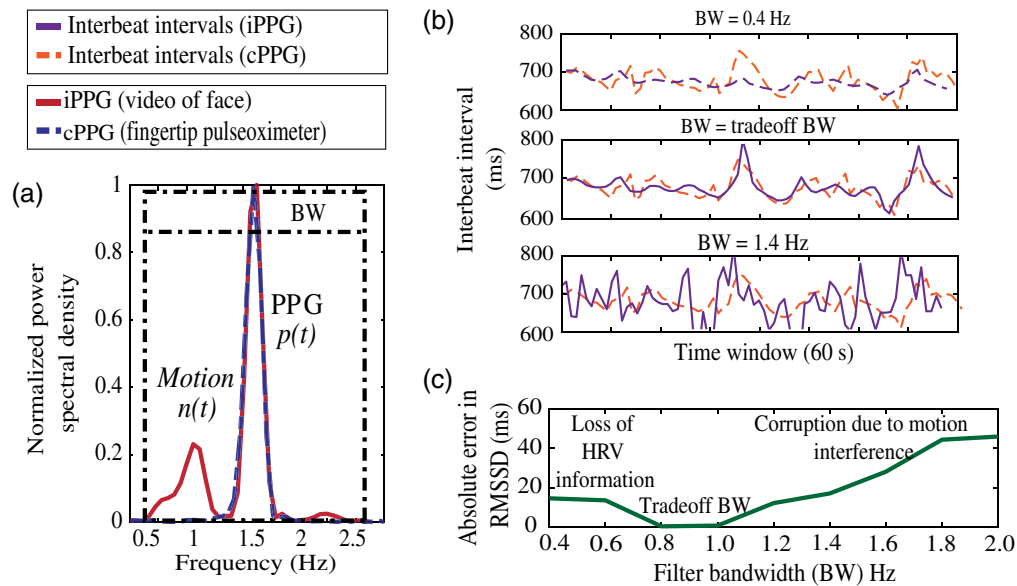 Interbeat intervals (iPPG)
Interbeat intervals (cPPG)
iPPG (video of face)
cPPG (fingertip pulseoximeter)
(a)
Normalized power
spectral density
1
0.8
0.6
0.4
0.2
0
BW
PPG
p(t)
Motion
n(t)
0.5 1 1.5 2 2.5
Frequency (Hz)
(b)
Interbeat interval
(ms)
BW = 0.4 Hz
800
700
600
BW = tradeoff BW
800
700
600
BW = 1.4 Hz
800
700
600
Time window (60 s)
(c)
Absolute error in
RMSSD (ms)
60
40
20
0
Loss of
HRV
information
Tradeoff BW
Corruption due to motion
interference
0.4 0.6 0.8 1.0 1.2 1.4 1.6 1.8 2.0
Filter bandwidth (BW) Hz